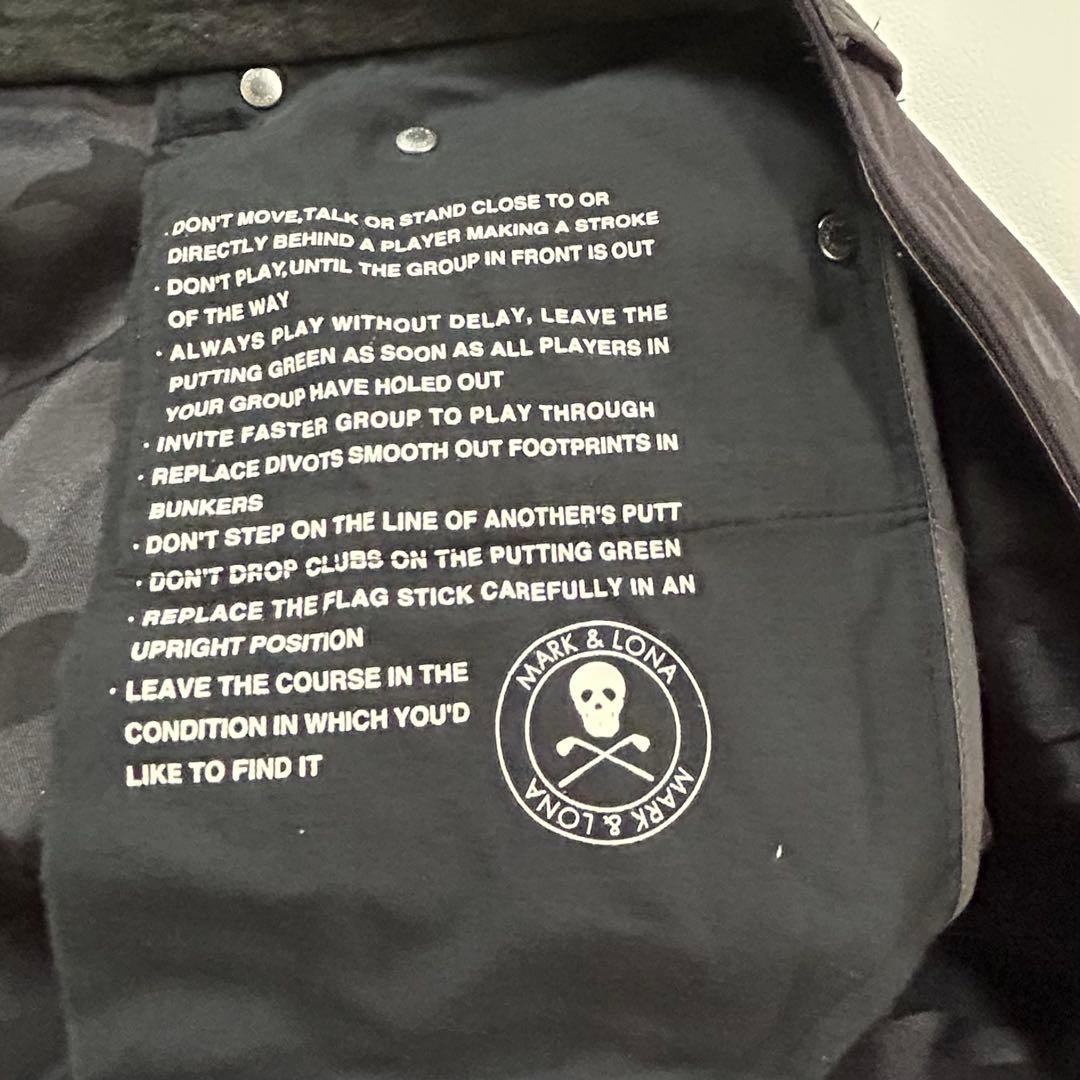 . DON'T MOVE,TALK OR STAND CLOSE TO OR
DIRECTLY BEHIND A PLAYER MAKING A STROKE
· DON'T PLAY,UNTIL THE GROUP IN FRONT IS OUT
OF THE WAY
· ALWAYS PLAY WITHOUT DELAY, LEAVE THE
PUTTING GREEN AS SOON AS ALL PLAYERS IN
YOUR GROUP HAVE HOLED OUT
· INVITE FASTER GROUP TO PLAY THROUGH
· REPLACE DIVOTS SMOOTH OUT FOOTPRINTS IN
BUNKERS
· DON'T STEP ON THE LINE OF ANOTHER'S PUTT
· DON'T DROP CLUBS ON THE PUTTING GREEN
· REPLACE THE FLAG STICK CAREFULLY IN AN
UPRIGHT POSITION
· LEAVE THE COURSE IN THE
CONDITION IN WHICH YOU'D
LIKE TO FIND IT
MARK & LONA
MARK & LONA